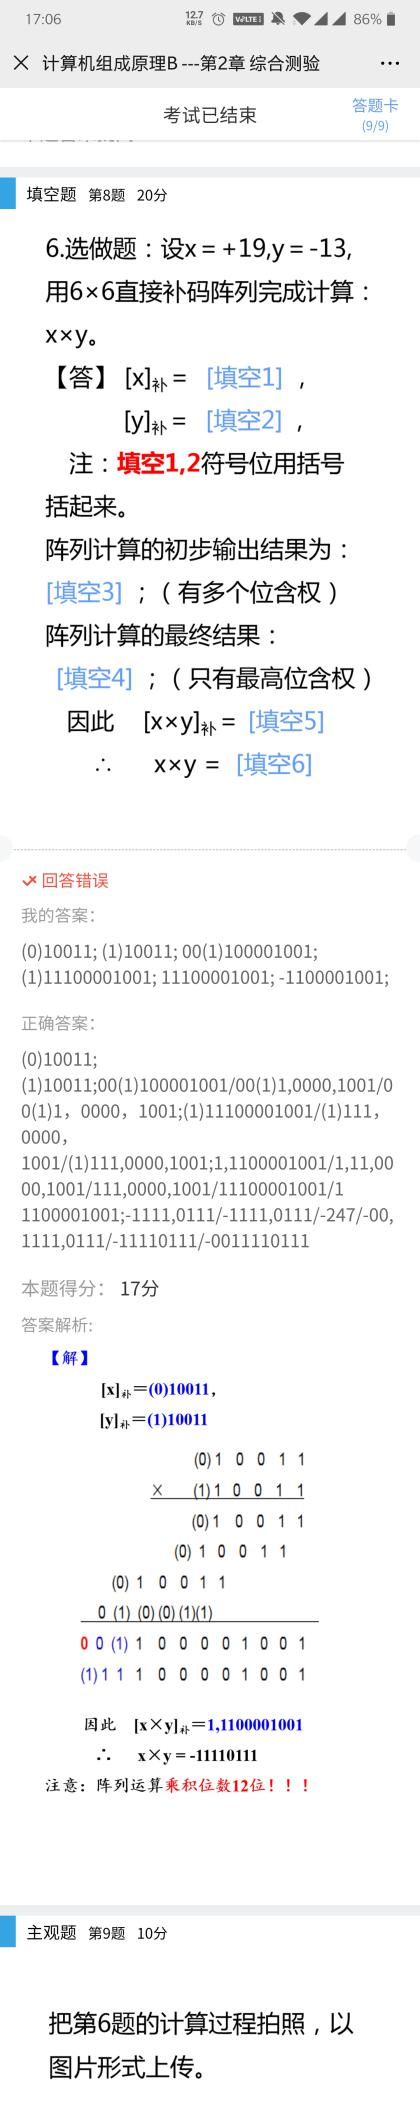 17:06
12.7 KB/S VoLTE 86%
计算机组成原理B ---第2章 综合测验
考试已结束
答题卡
(9/9)
填空题 第8题 20分
6.选做题：设x = +19,y = -13,
用6×6直接补码阵列完成计算：
x×y。
【答】 [x]补 = [填空1] ，
[y]补 = [填空2] ，
注：填空1,2符号位用括号
括起来。
阵列计算的初步输出结果为：
[填空3] ；（有多个位含权）
阵列计算的最终结果：
[填空4] ；（只有最高位含权）
因此 [x×y]补 = [填空5]
∴ x×y = [填空6]
回答错误
我的答案：
(0)10011; (1)10011; 00(1)100001001;
(1)11100001001; 11100001001; -1100001001;
正确答案：
(0)10011;
(1)10011;00(1)100001001/00(1)1,0000,1001/0
0(1)1，0000，1001;(1)11100001001/(1)111，
0000，
1001/(1)111,0000,1001;1,1100001001/1,11,00
00,1001/111,0000,1001/11100001001/1
1100001001;-1111,0111/-1111,0111/-247/-00,
1111,0111/-11110111/-0011110111
本题得分： 17分
答案解析:
【解】
[x]补＝(0)10011，
[y]补＝(1)10011
(0) 1 0 0 1 1
× (1) 1 0 0 1 1
(0) 1 0 0 1 1
(0) 1 0 0 1 1
(0) 1 0 0 1 1
0 (1) (0) (0) (1)(1)
0 0 (1) 1 0 0 0 0 1 0 0 1
(1) 1 1 1 0 0 0 0 1 0 0 1
因此 [x×y]补＝1,1100001001
∴ x×y = -11110111
注意：阵列运算乘积位数12位！！！
主观题 第9题 10分
把第6题的计算过程拍照，以
图片形式上传。